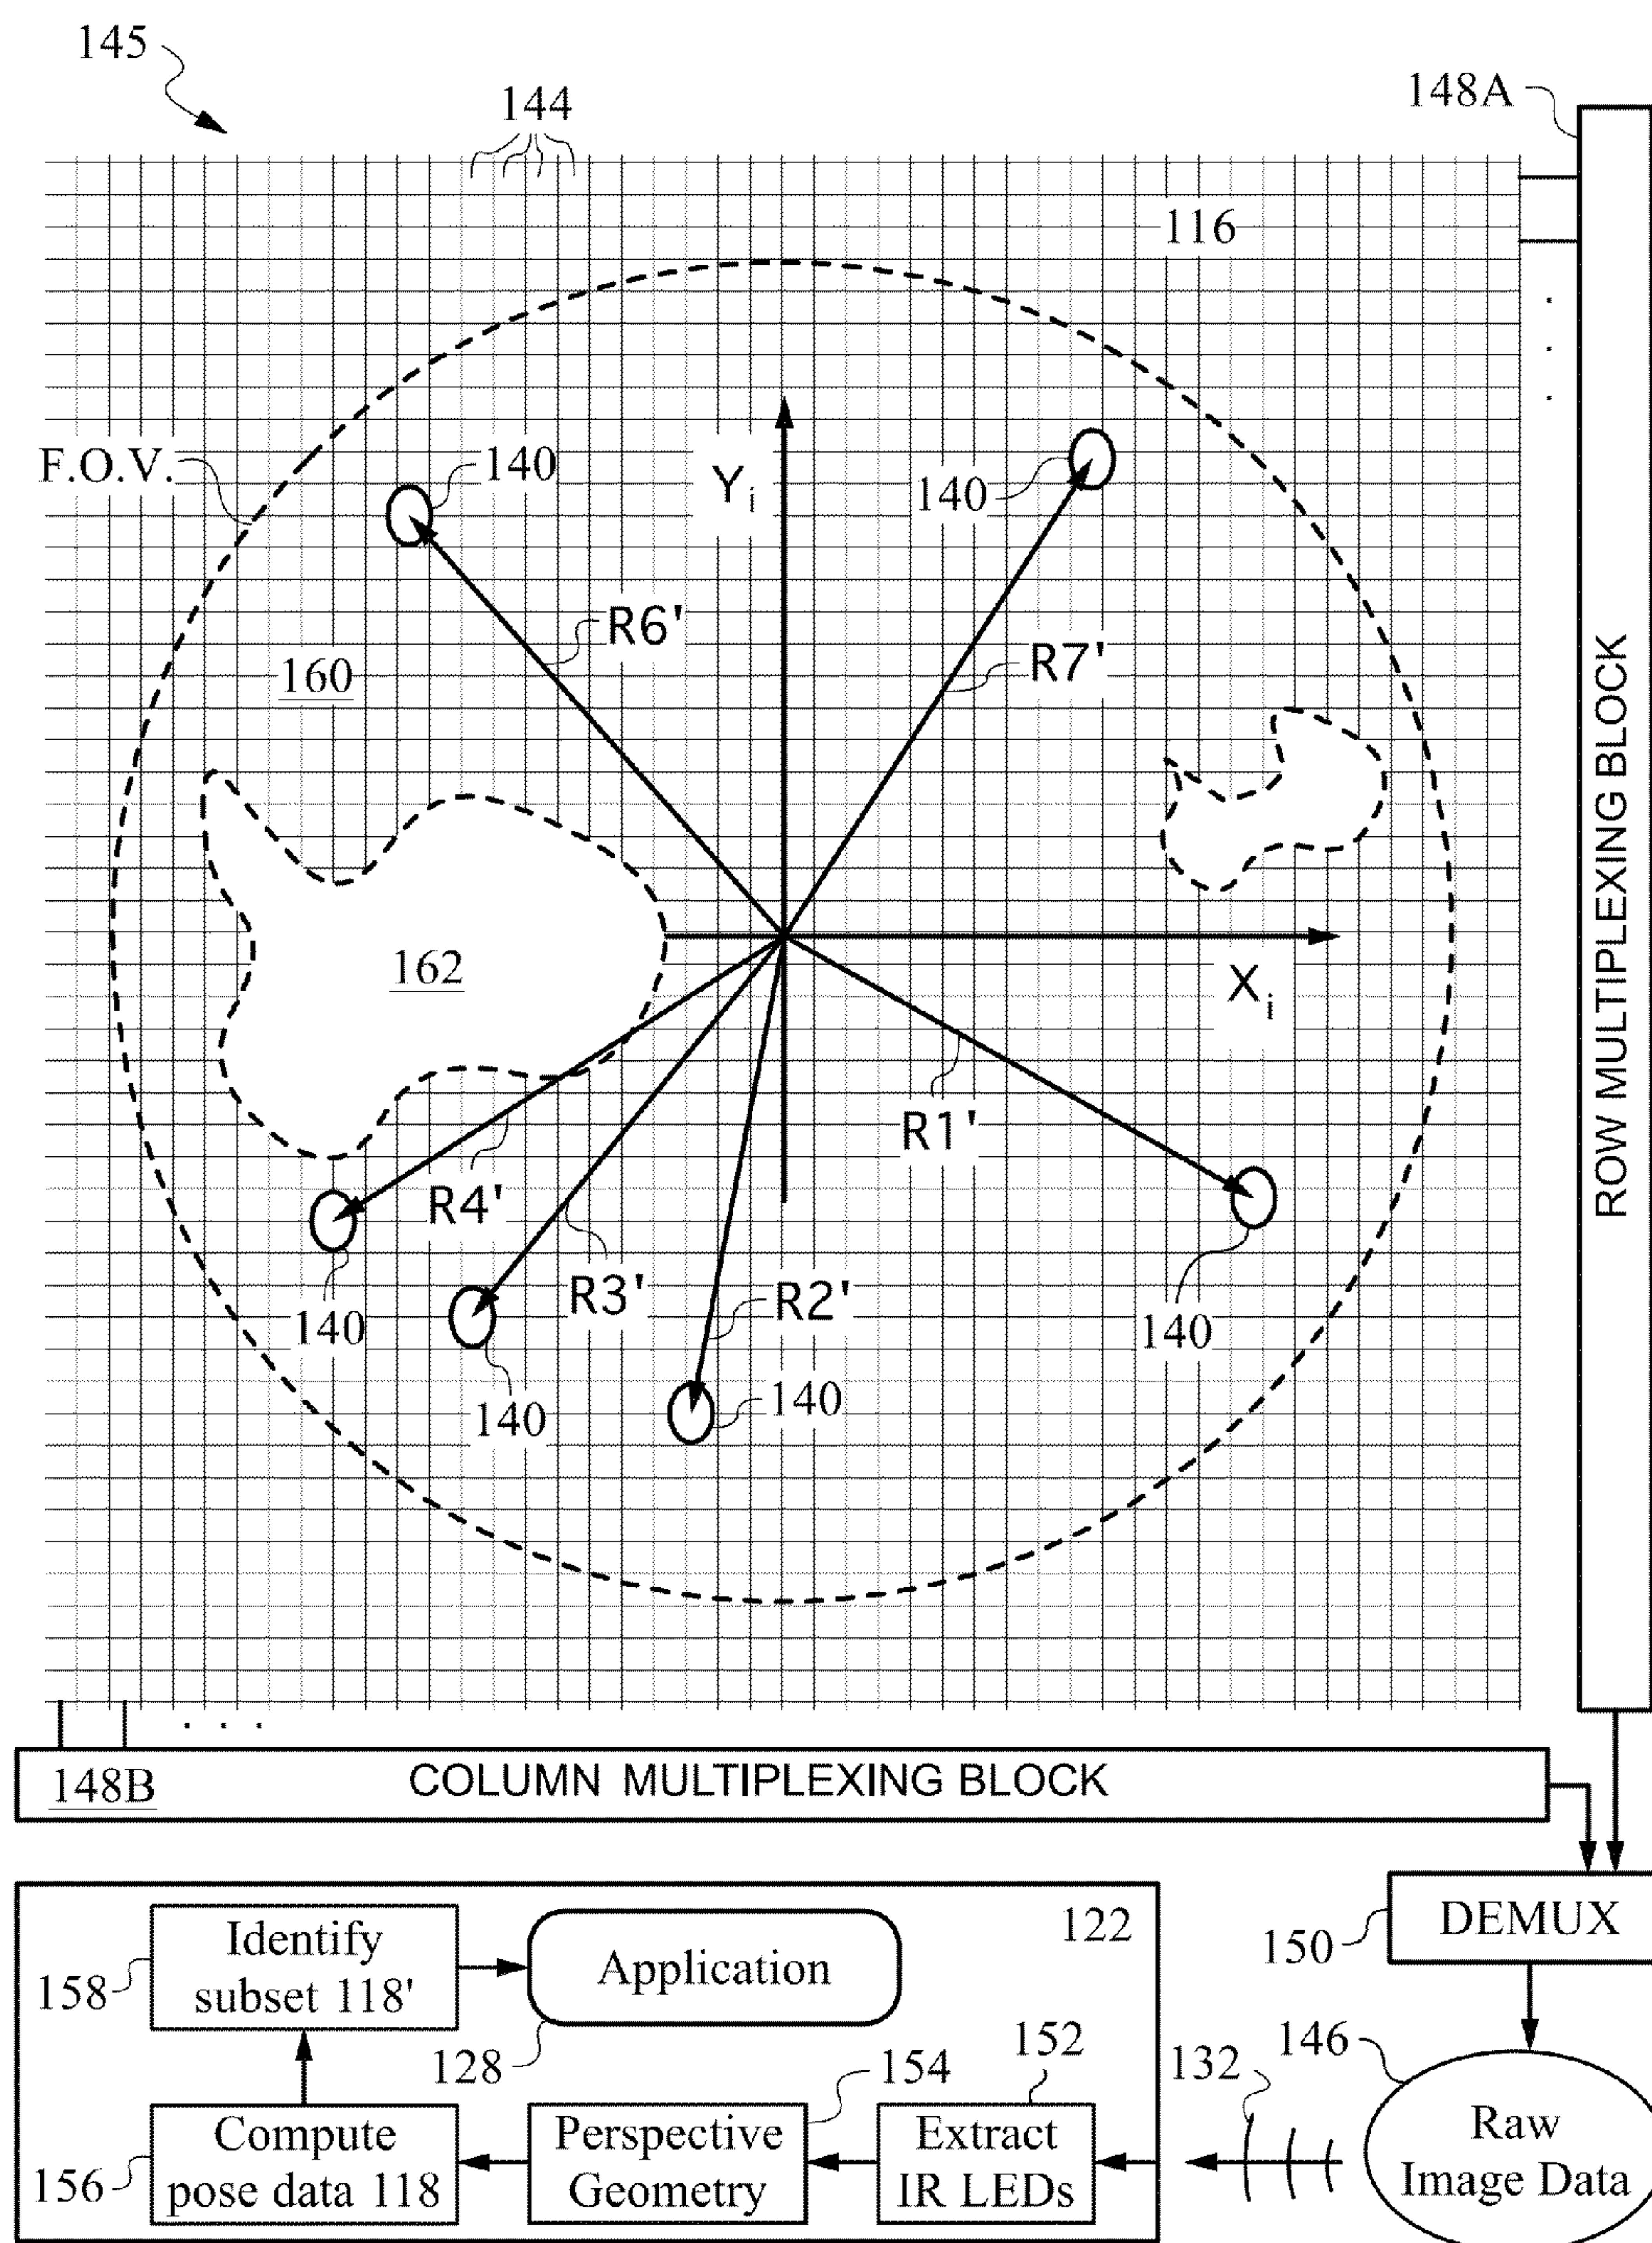 145
144
148A
116
F.O.V.
140
Yi
140
R6'
R7'
160
ROW MULTIPLEXING BLOCK
162
Xi
R1'
R4'
R3'
R2'
140
140
140
140
148B
COLUMN MULTIPLEXING BLOCK
122
DEMUX
150
Identify
subset 118'
158
Application
128
154
152
132
146
Compute
pose data 118
156
Perspective
Geometry
Extract
IR LEDs
Raw
Image Data